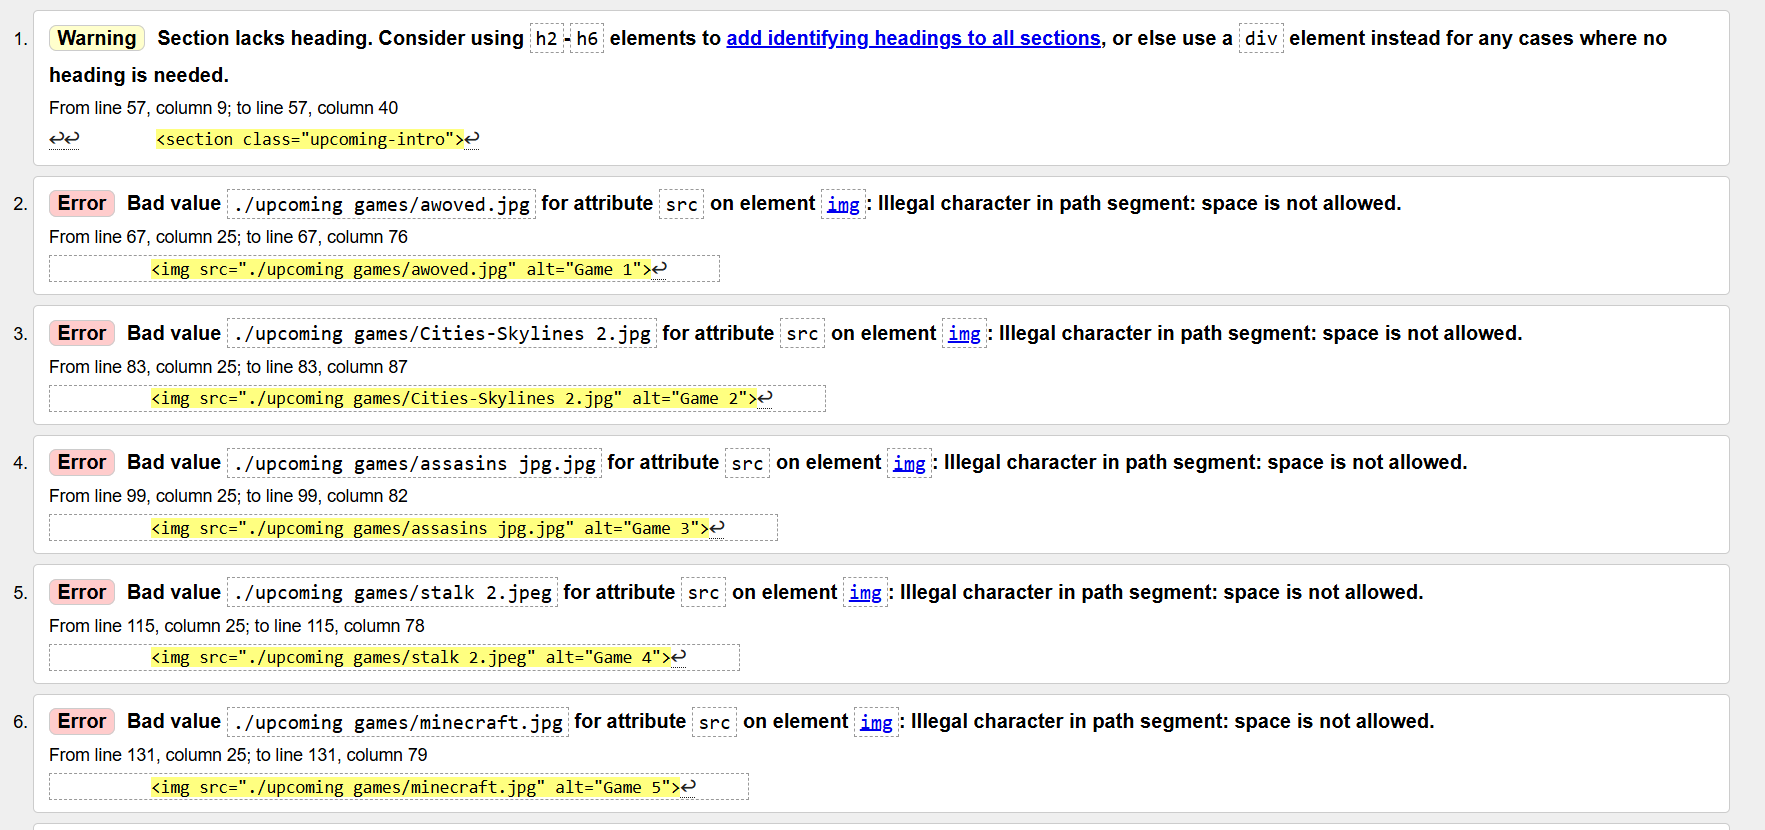 1. Warning Section lacks heading. Consider using h2-h6 elements to add identifying headings to all sections, or else use a div element instead for any cases where no
heading is needed.
From line 57, column 9; to line 57, column 40
↩↩ <section class="upcoming-intro">↩
2. Error Bad value ./upcoming games/awoved.jpg for attribute src on element img: Illegal character in path segment: space is not allowed.
From line 67, column 25; to line 67, column 76
<img src="./upcoming games/awoved.jpg" alt="Game 1">↩
3. Error Bad value ./upcoming games/Cities-Skylines 2.jpg for attribute src on element img: Illegal character in path segment: space is not allowed.
From line 83, column 25; to line 83, column 87
<img src="./upcoming games/Cities-Skylines 2.jpg" alt="Game 2">↩
4. Error Bad value ./upcoming games/assasins jpg.jpg for attribute src on element img: Illegal character in path segment: space is not allowed.
From line 99, column 25; to line 99, column 82
<img src="./upcoming games/assasins jpg.jpg" alt="Game 3">↩
5. Error Bad value ./upcoming games/stalk 2.jpeg for attribute src on element img: Illegal character in path segment: space is not allowed.
From line 115, column 25; to line 115, column 78
<img src="./upcoming games/stalk 2.jpeg" alt="Game 4">↩
6. Error Bad value ./upcoming games/minecraft.jpg for attribute src on element img: Illegal character in path segment: space is not allowed.
From line 131, column 25; to line 131, column 79
<img src="./upcoming games/minecraft.jpg" alt="Game 5">↩